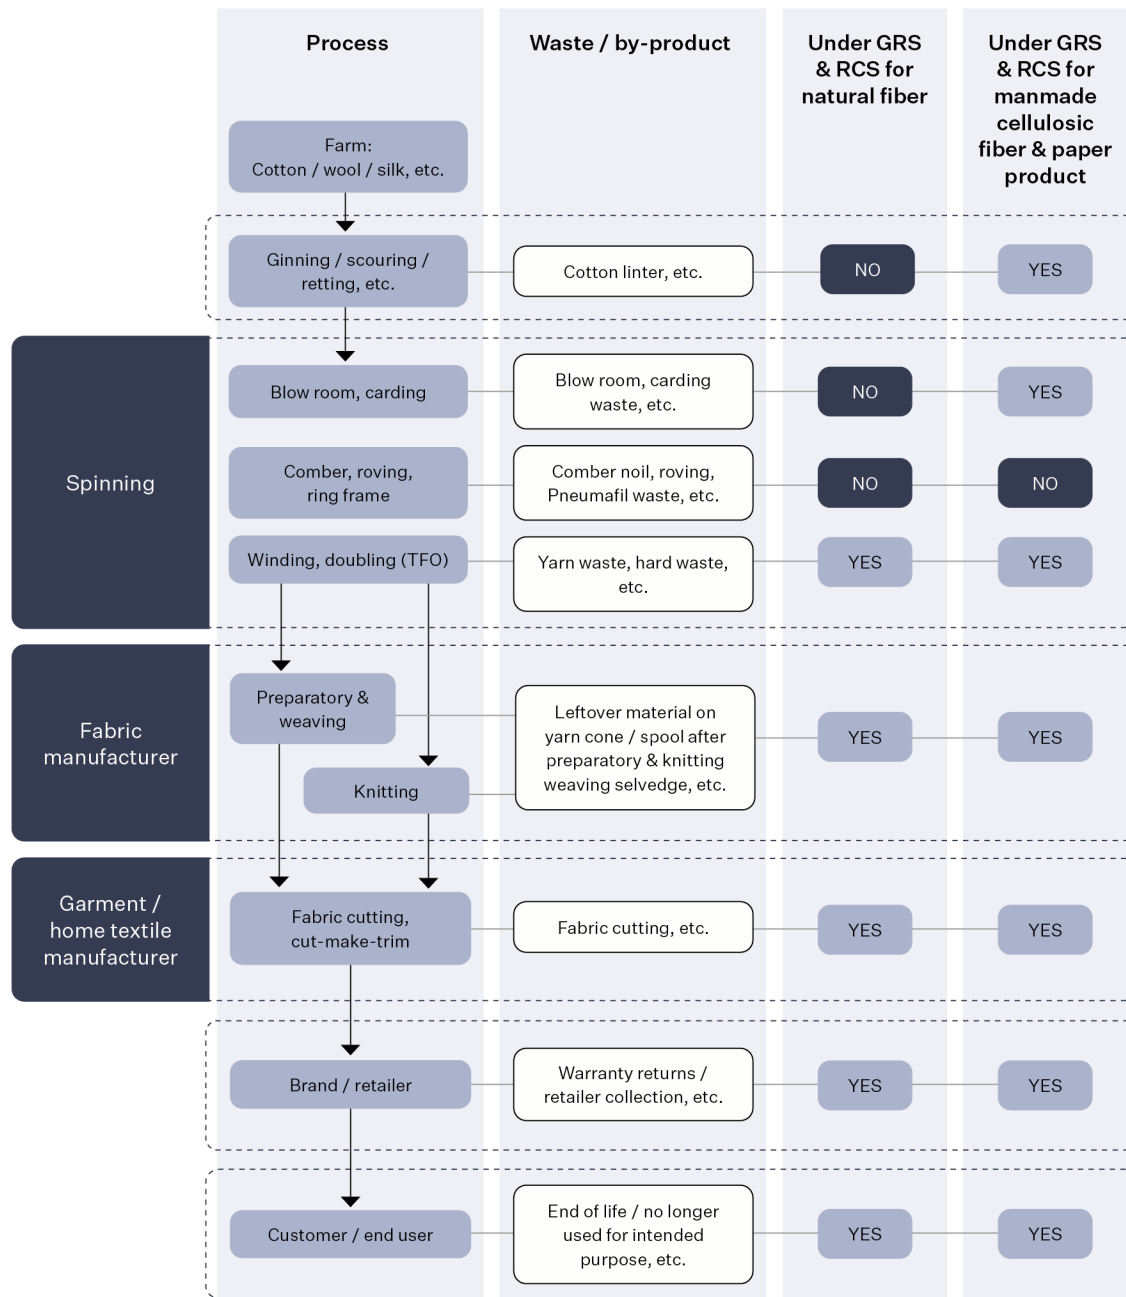 Process
Waste / by-product
Under GRS
& RCS for
natural fiber
Under GRS
& RCS for
manmade
cellulosic
fiber & paper
product
Farm:
Cotton / wool / silk, etc.
Ginning / scouring /
retting, etc.
Cotton linter, etc.
NO
YES
Spinning
Blow room, carding
Blow room, carding
waste, etc.
NO
YES
Comber, roving,
ring frame
Comber noil, roving,
Pneumafil waste, etc.
NO
NO
Winding, doubling (TFO)
Yarn waste, hard waste,
etc.
YES
YES
Fabric
manufacturer
Preparatory &
weaving
Knitting
Leftover material on
yarn cone / spool after
preparatory & knitting
weaving selvedge, etc.
YES
YES
Garment /
home textile
manufacturer
Fabric cutting,
cut-make-trim
Fabric cutting, etc.
YES
YES
Brand / retailer
Warranty returns /
retailer collection, etc.
YES
YES
Customer / end user
End of life / no longer
used for intended
purpose, etc.
YES
YES